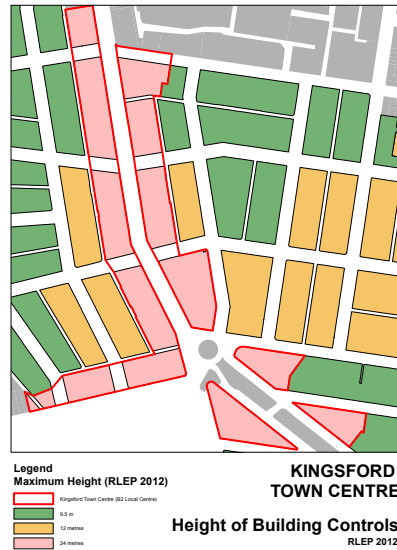 Legend
Maximum Height (RLEP 2012)
Kingsford Town Centre (B2 Local Centre)
9.5 m
12 metres
24 metres
KINGSFORD
TOWN CENTRE
Height of Building Controls
RLEP 2012